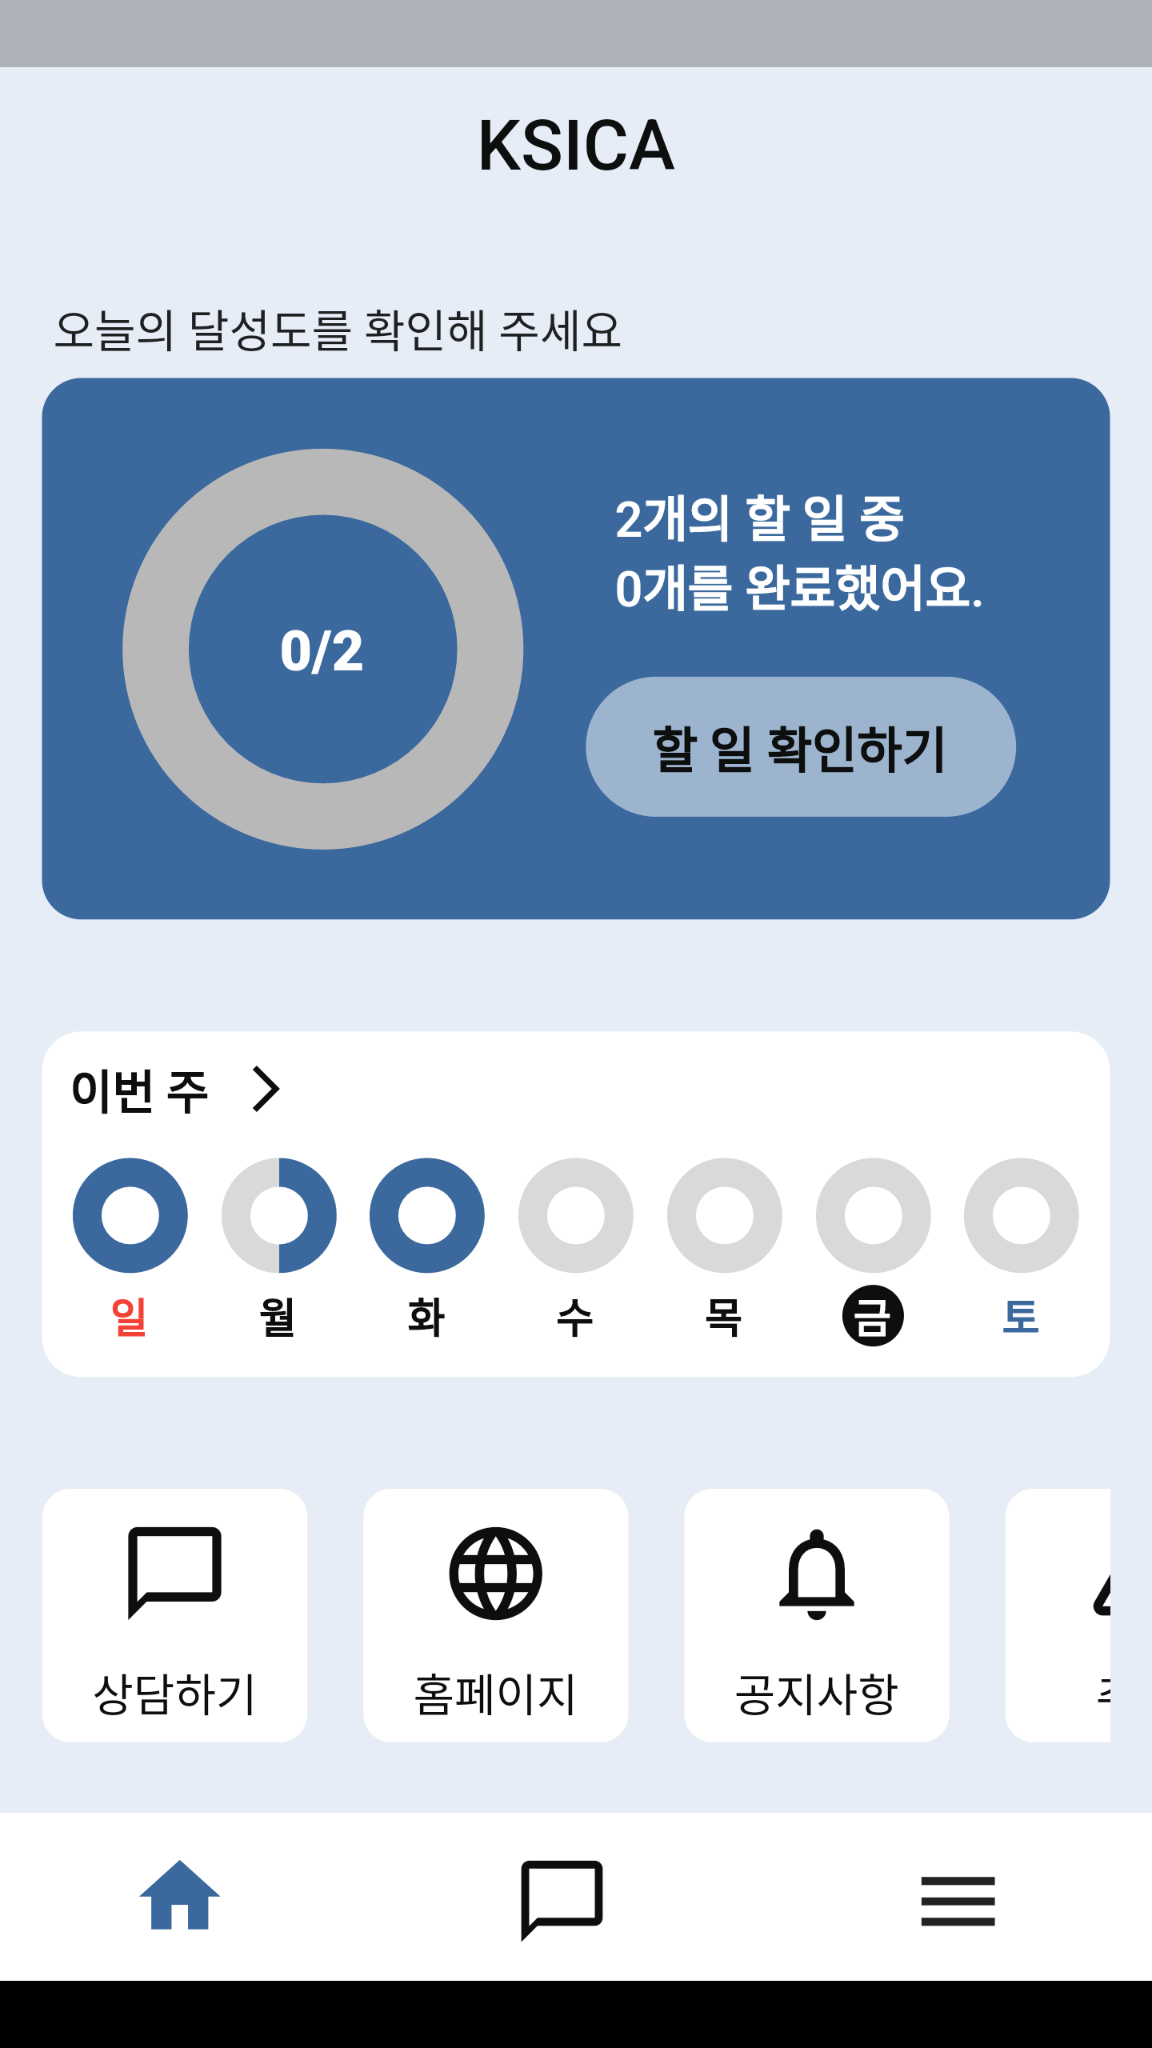 KSICA
오늘의 달성도를 확인해 주세요
0/2
2개의 할 일 중
0개를 완료했어요.
할 일 확인하기
이번 주
일 월 화 수 목 금 토
상담하기 홈페이지 공지사항